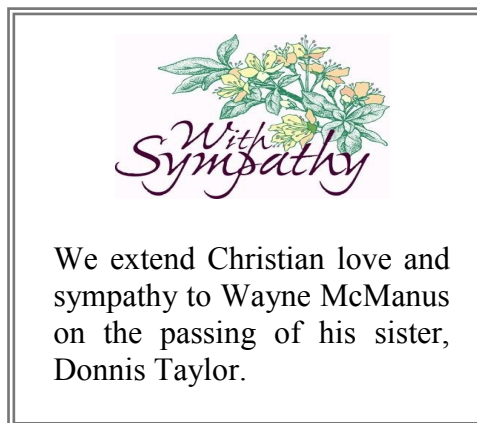 With
Sympathy
We extend Christian love and
sympathy to Wayne McManus
on the passing of his sister,
Donnis Taylor.